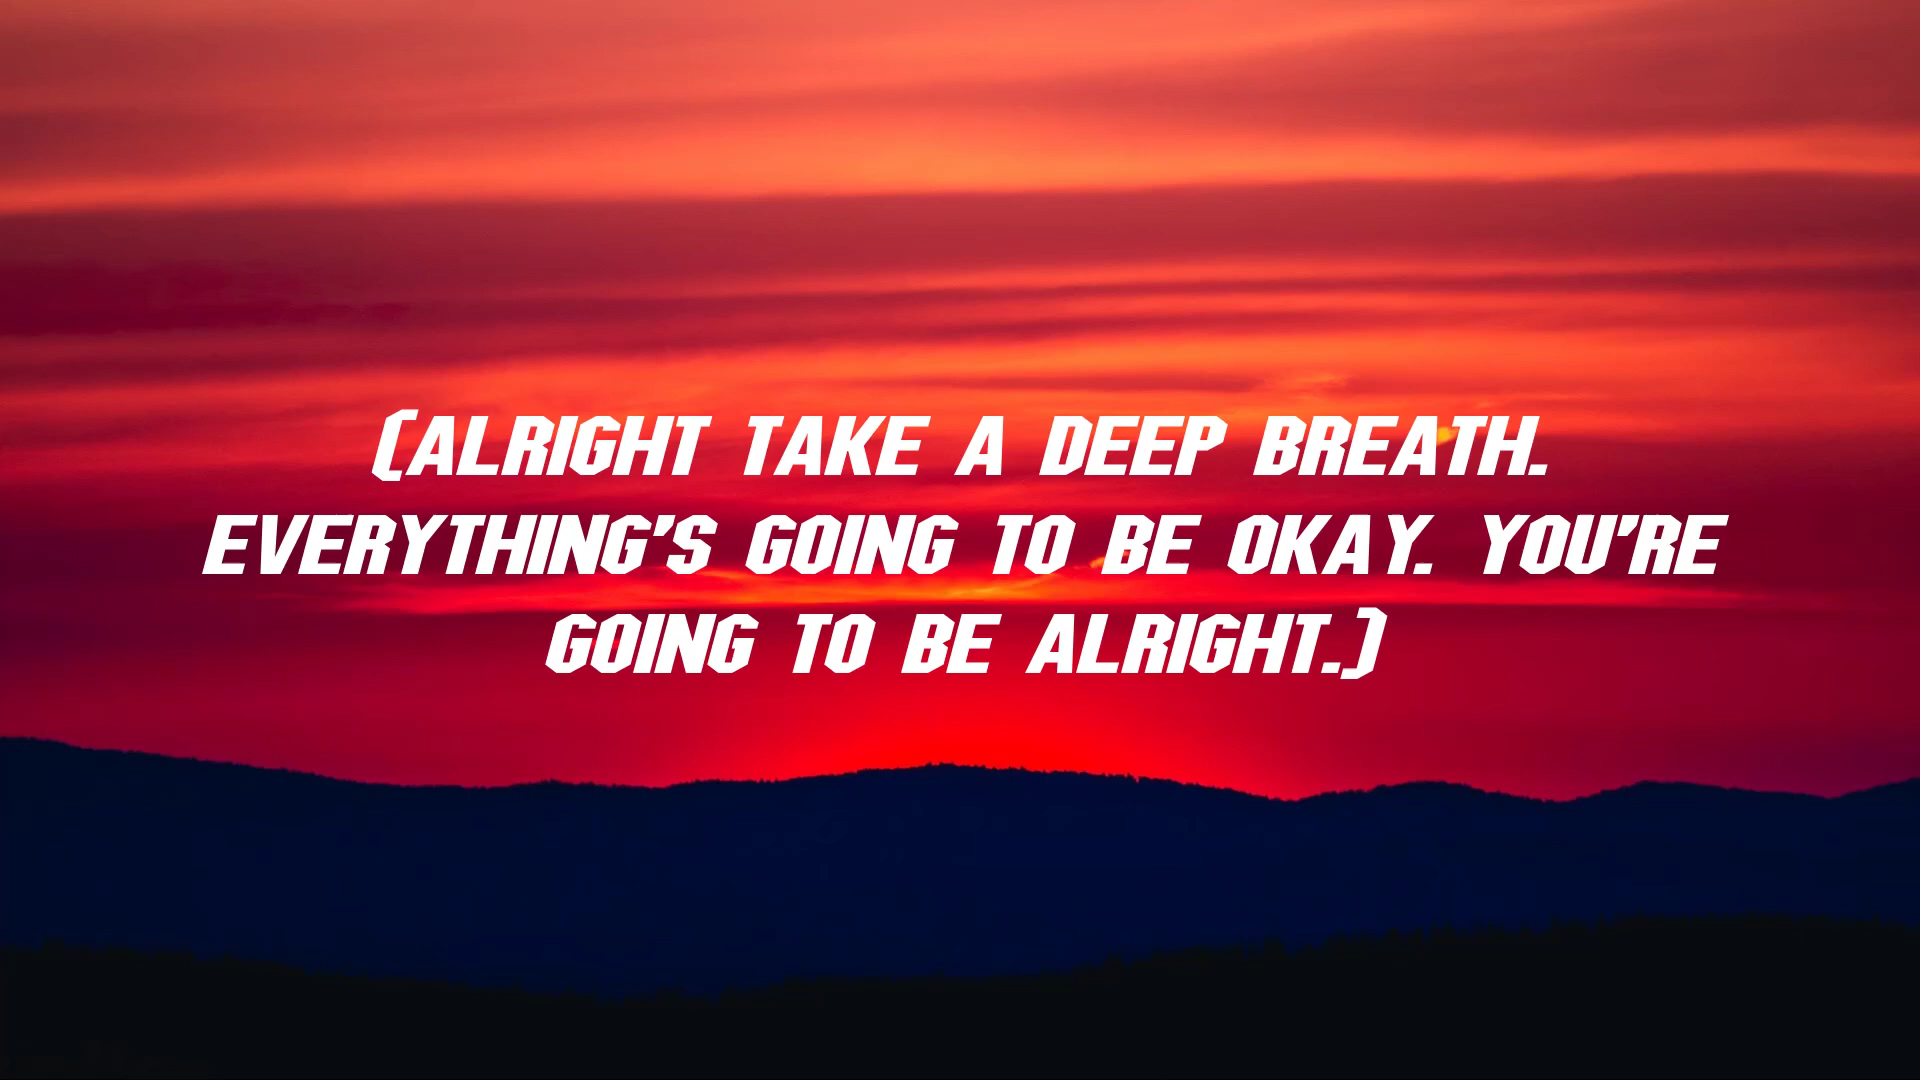 (ALRIGHT TAKE A DEEP BREATH.
EVERYTHING'S GOING TO BE OKAY. YOU'RE
GOING TO BE ALRIGHT.)